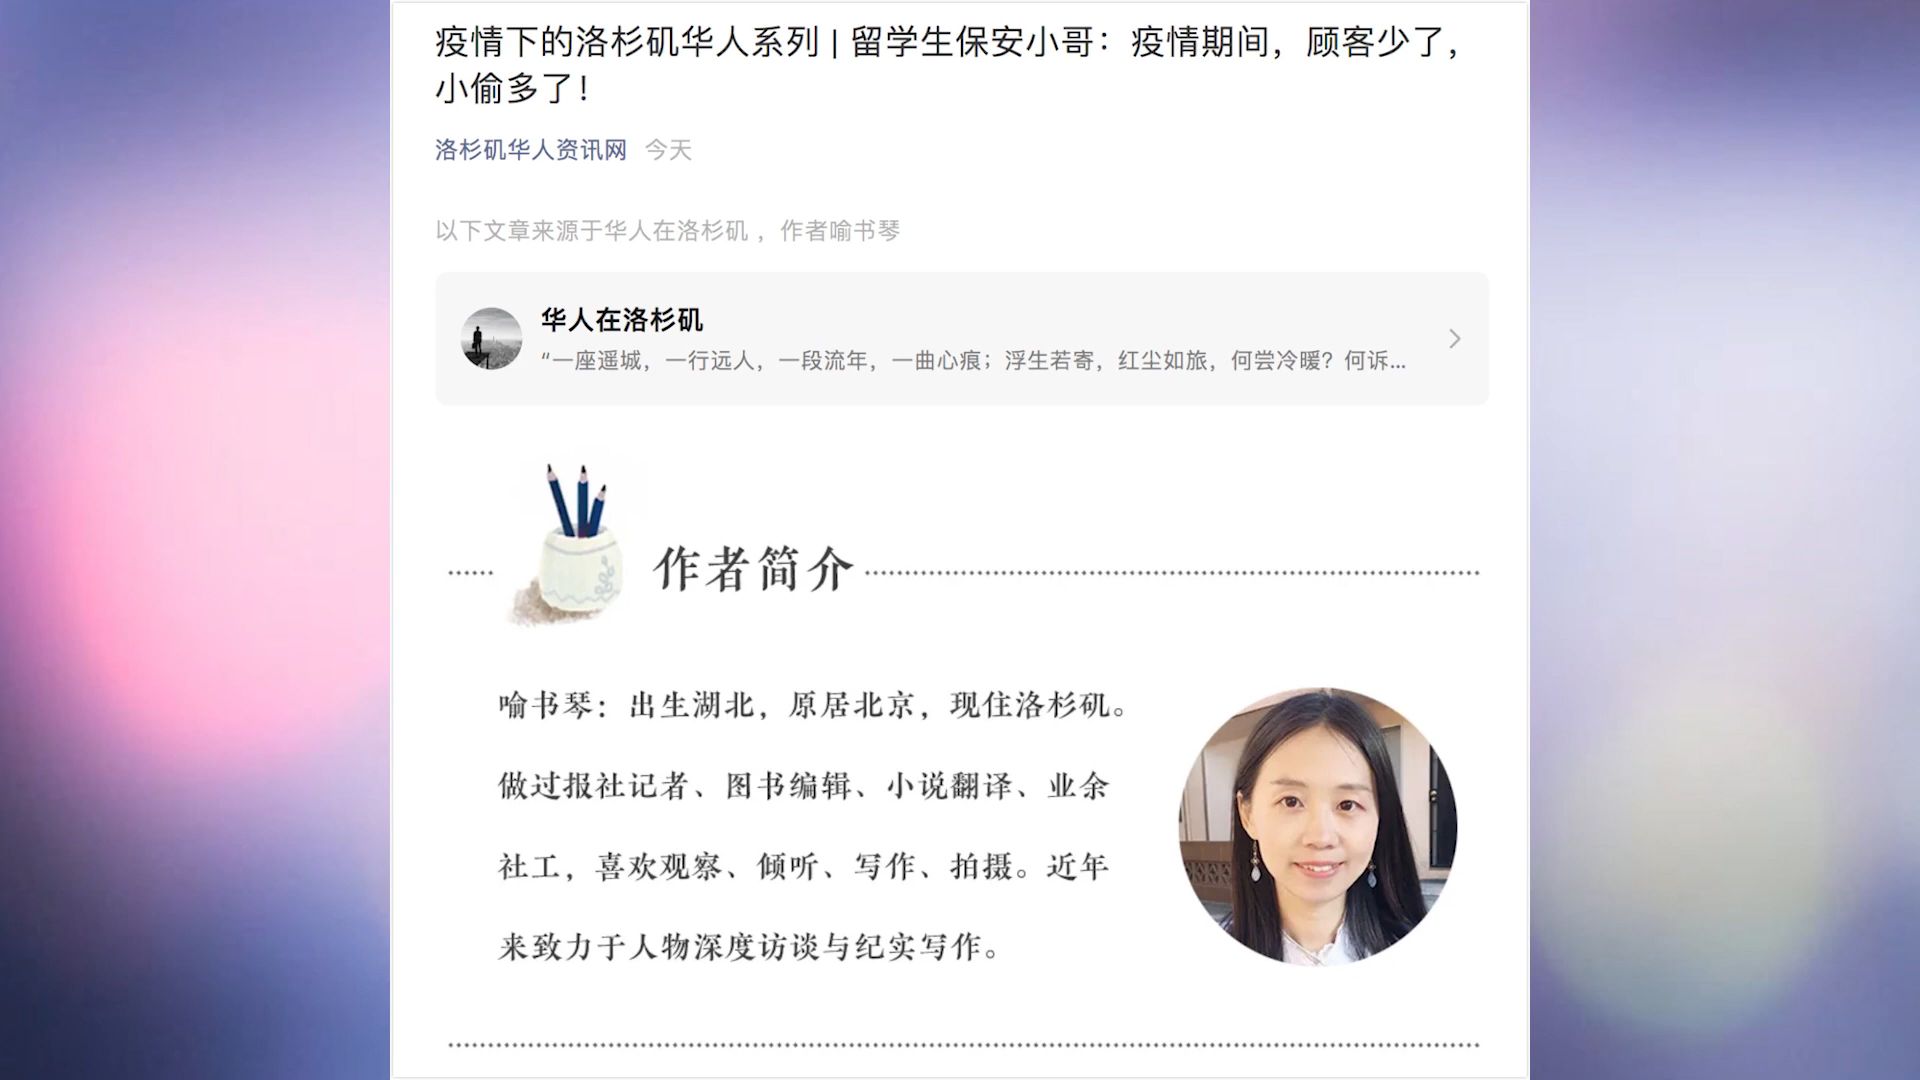 疫情下的洛杉矶华人系列 | 留学生保安小哥：疫情期间，顾客少了，
小偷多了！
洛杉矶华人资讯网 今天
以下文章来源于华人在洛杉矶 ，作者喻书琴
华人在洛杉矶
“一座遥城，一行远人，一段流年，一曲心痕；浮生若寄，红尘如旅，何尝冷暖？何诉...
作者简介
喻书琴：出生湖北，原居北京，现住洛杉矶。
做过报社记者、图书编辑、小说翻译、业余
社工，喜欢观察、倾听、写作、拍摄。近年
来致力于人物深度访谈与纪实写作。